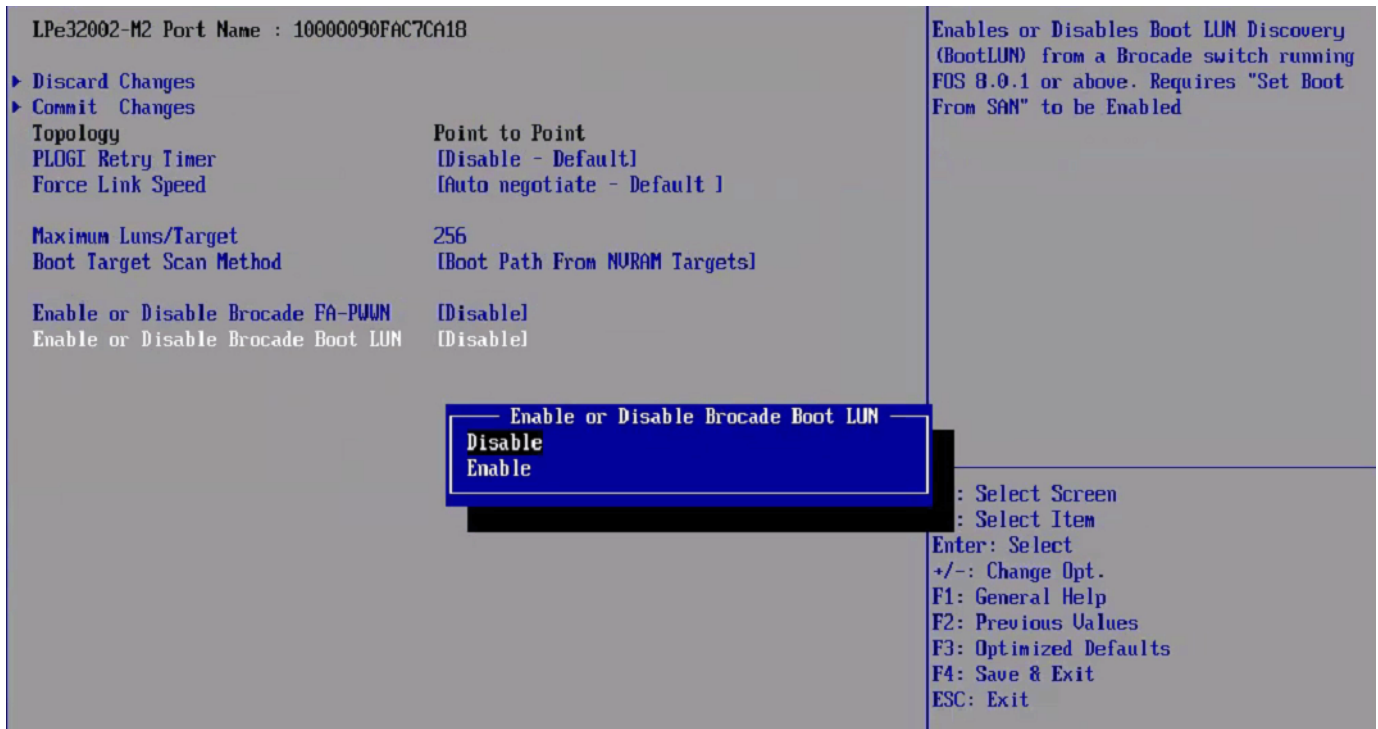 LPe32002-M2 Port Name : 10000090FAC7CA18
Discard Changes
Commit Changes
Topology Point to Point
PLOGI Retry Timer [Disable - Default]
Force Link Speed [Auto negotiate - Default ]
Maximum Luns/Target 256
Boot Target Scan Method [Boot Path From NVRAM Targets]
Enable or Disable Brocade FA-PWWN [Disable]
Enable or Disable Brocade Boot LUN [Disable]
Enable or Disable Brocade Boot LUN
Disable
Enable
Enables or Disables Boot LUN Discovery
(BootLUN) from a Brocade switch running
FOS 8.0.1 or above. Requires "Set Boot
From SAN" to be Enabled
: Select Screen
: Select Item
Enter: Select
+/-: Change Opt.
F1: General Help
F2: Previous Values
F3: Optimized Defaults
F4: Save & Exit
ESC: Exit